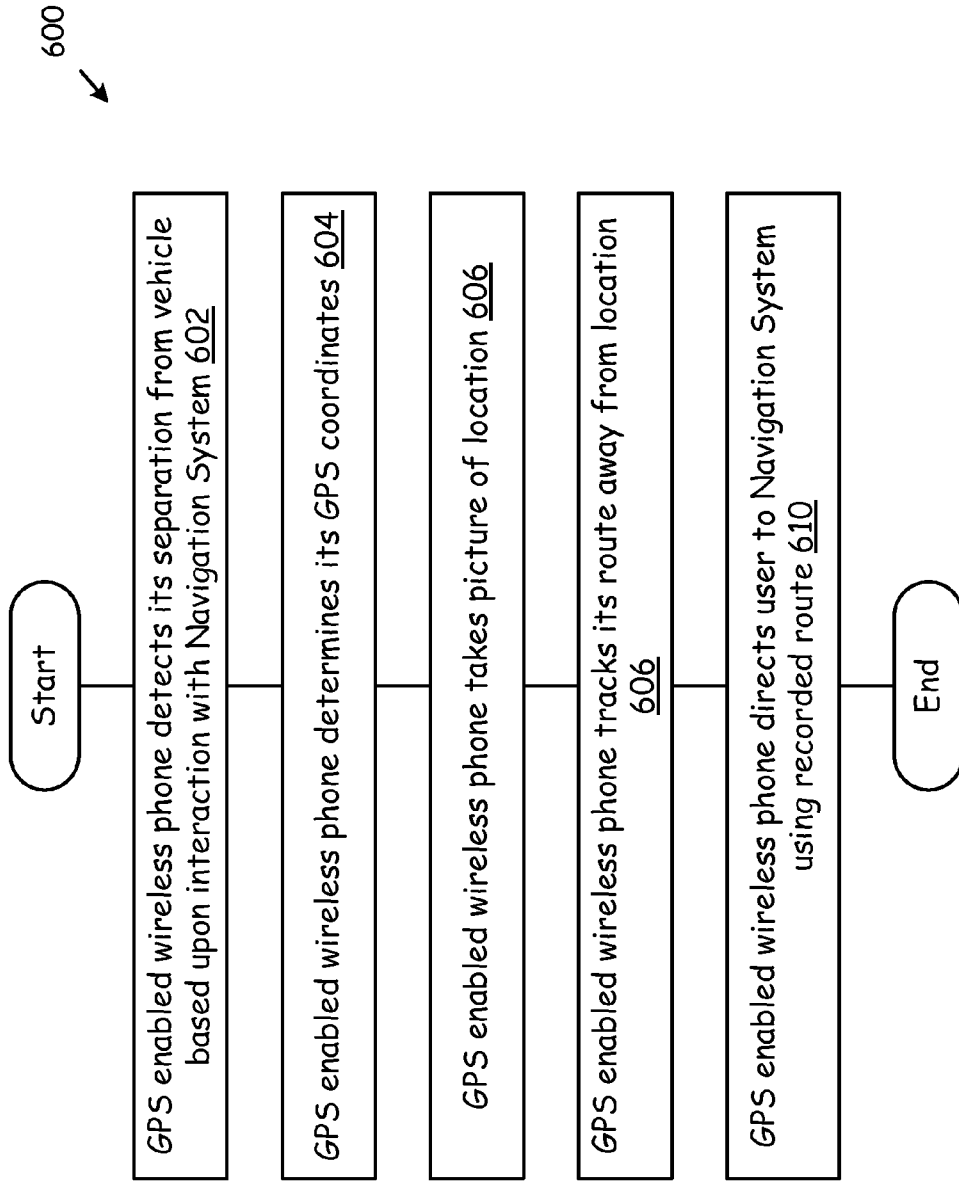 600
Start
GPS enabled wireless phone detects its separation from vehicle
based upon interaction with Navigation System 602
GPS enabled wireless phone determines its GPS coordinates 604
GPS enabled wireless phone takes picture of location 606
GPS enabled wireless phone tracks its route away from location
606
GPS enabled wireless phone directs user to Navigation System
using recorded route 610
End